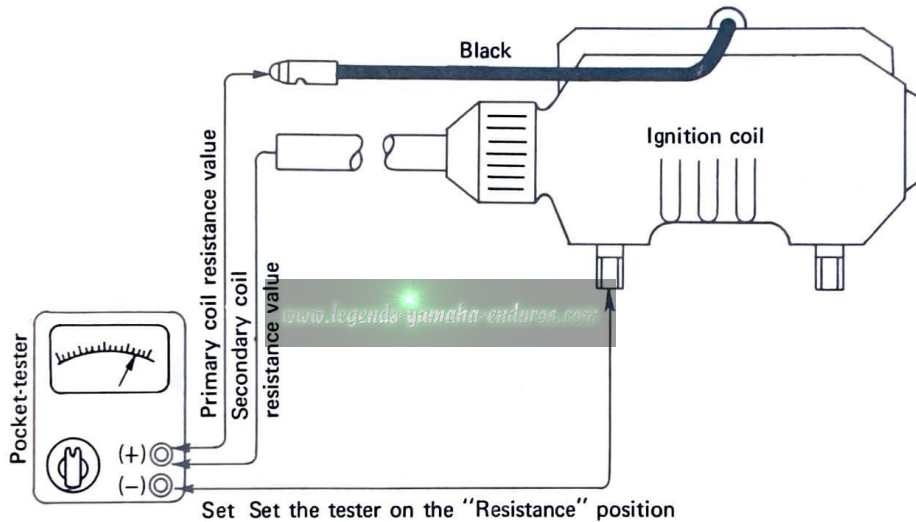 Black
Ignition coil
Primary coil resistance value
Secondary coil
resistance value
www.legends-yamaha-enduros.com
Pocket-tester
(+)
(−)
Set Set the tester on the "Resistance" position